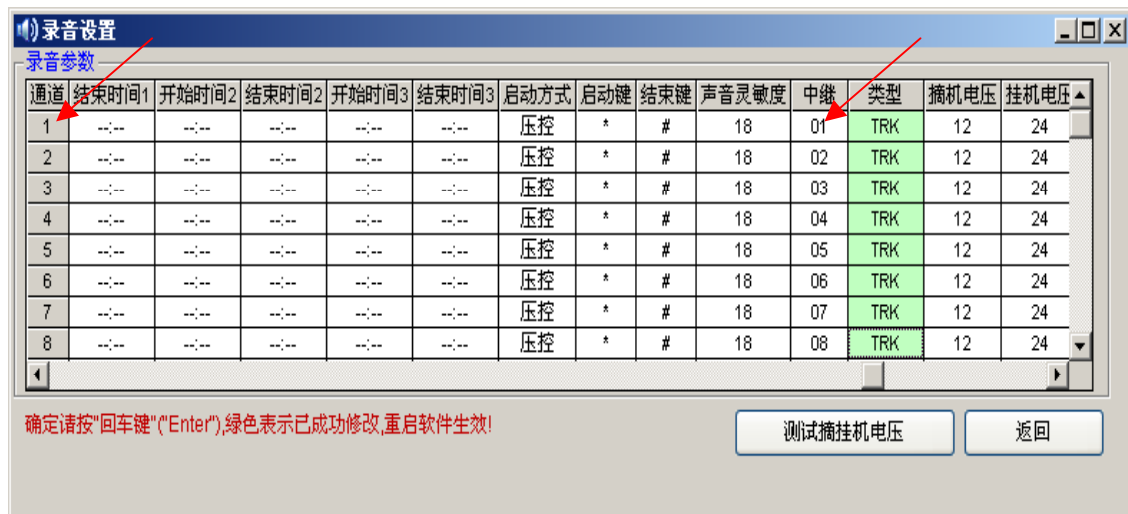 录音设置
录音参数
通道 结束时间1 开始时间2 结束时间2 开始时间3 结束时间3 启动方式 启动键 结束键 声音灵敏度 中继 类型 摘机电压 挂机电压
1 --:-- --:-- --:-- --:-- --:-- 压控 * # 18 01 TRK 12 24
2 --:-- --:-- --:-- --:-- --:-- 压控 * # 18 02 TRK 12 24
3 --:-- --:-- --:-- --:-- --:-- 压控 * # 18 03 TRK 12 24
4 --:-- --:-- --:-- --:-- --:-- 压控 * # 18 04 TRK 12 24
5 --:-- --:-- --:-- --:-- --:-- 压控 * # 18 05 TRK 12 24
6 --:-- --:-- --:-- --:-- --:-- 压控 * # 18 06 TRK 12 24
7 --:-- --:-- --:-- --:-- --:-- 压控 * # 18 07 TRK 12 24
8 --:-- --:-- --:-- --:-- --:-- 压控 * # 18 08 TRK 12 24
确定请按"回车键"("Enter"),绿色表示已成功修改,重启软件生效!
测试摘挂机电压 返回